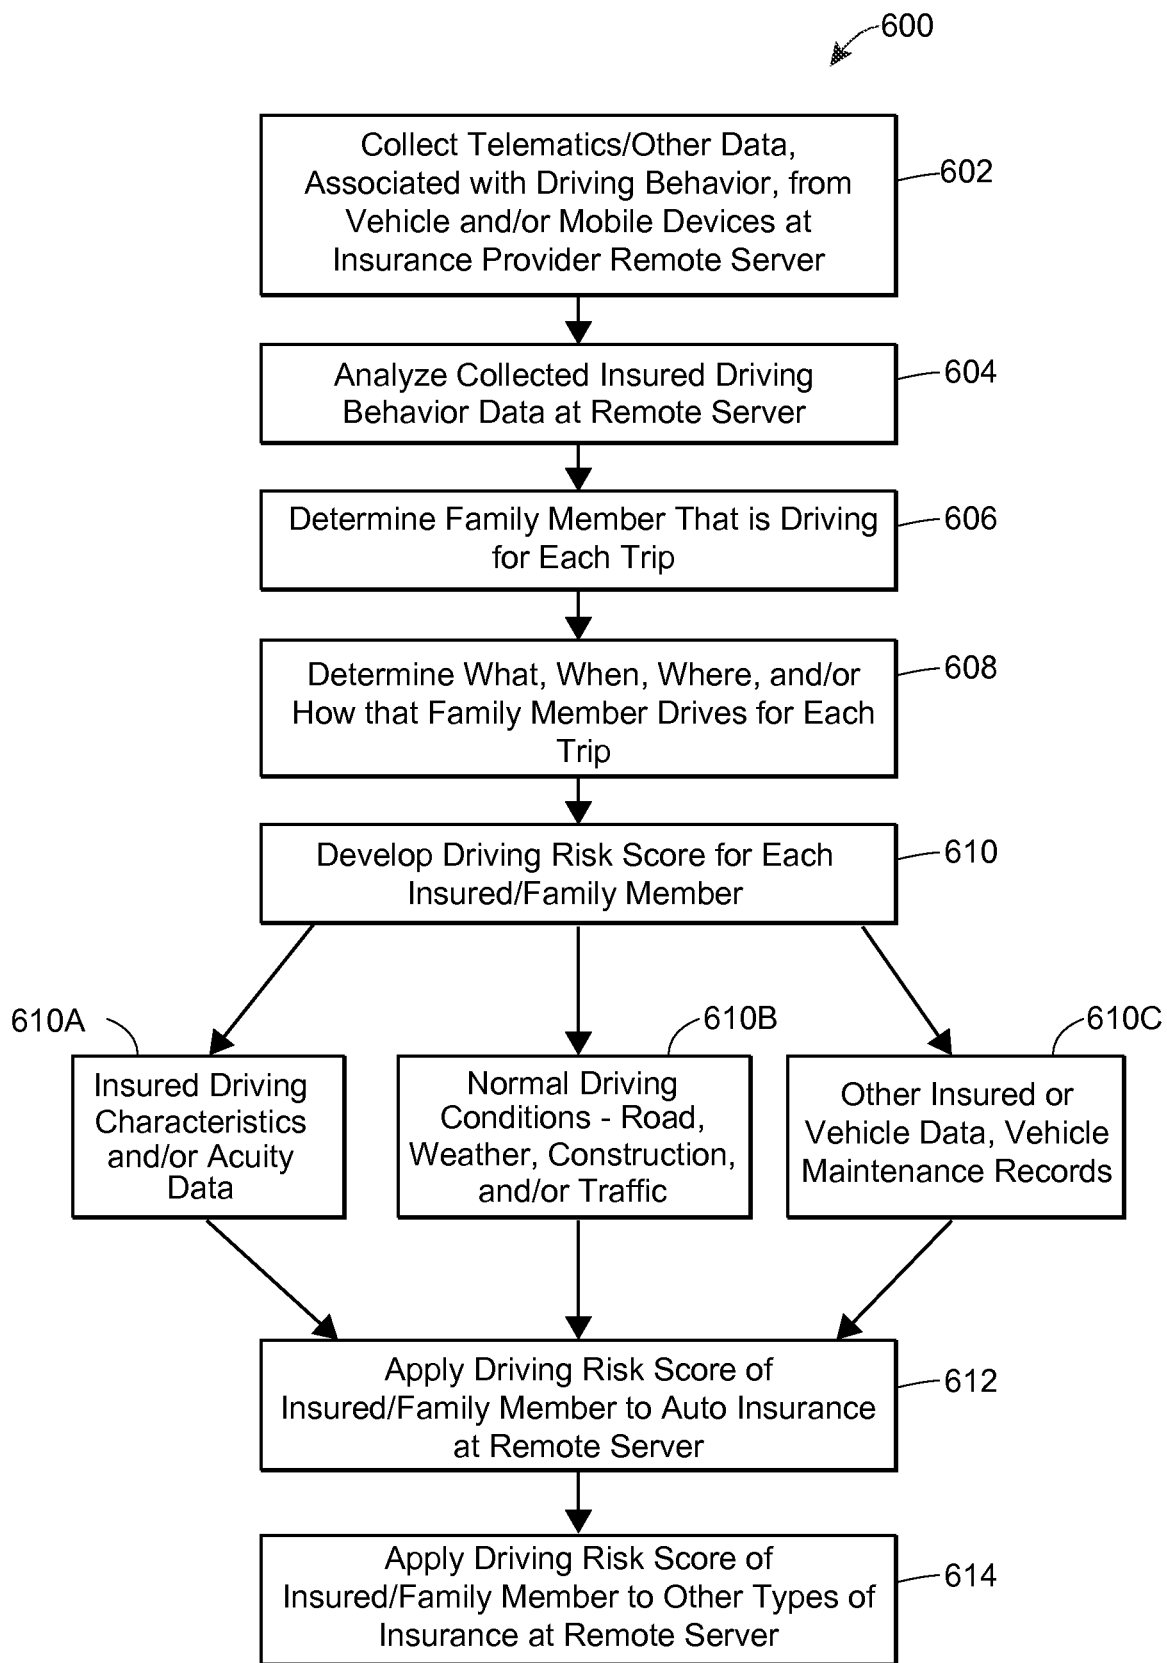 600
Collect Telematics/Other Data,
Associated with Driving Behavior, from
Vehicle and/or Mobile Devices at
Insurance Provider Remote Server
602
Analyze Collected Insured Driving
Behavior Data at Remote Server
604
Determine Family Member That is Driving
for Each Trip
606
Determine What, When, Where, and/or
How that Family Member Drives for Each
Trip
608
Develop Driving Risk Score for Each
Insured/Family Member
610
610A
Insured Driving
Characteristics
and/or Acuity
Data
610B
Normal Driving
Conditions - Road,
Weather, Construction,
and/or Traffic
610C
Other Insured or
Vehicle Data, Vehicle
Maintenance Records
Apply Driving Risk Score of
Insured/Family Member to Auto Insurance
at Remote Server
612
Apply Driving Risk Score of
Insured/Family Member to Other Types of
Insurance at Remote Server
614